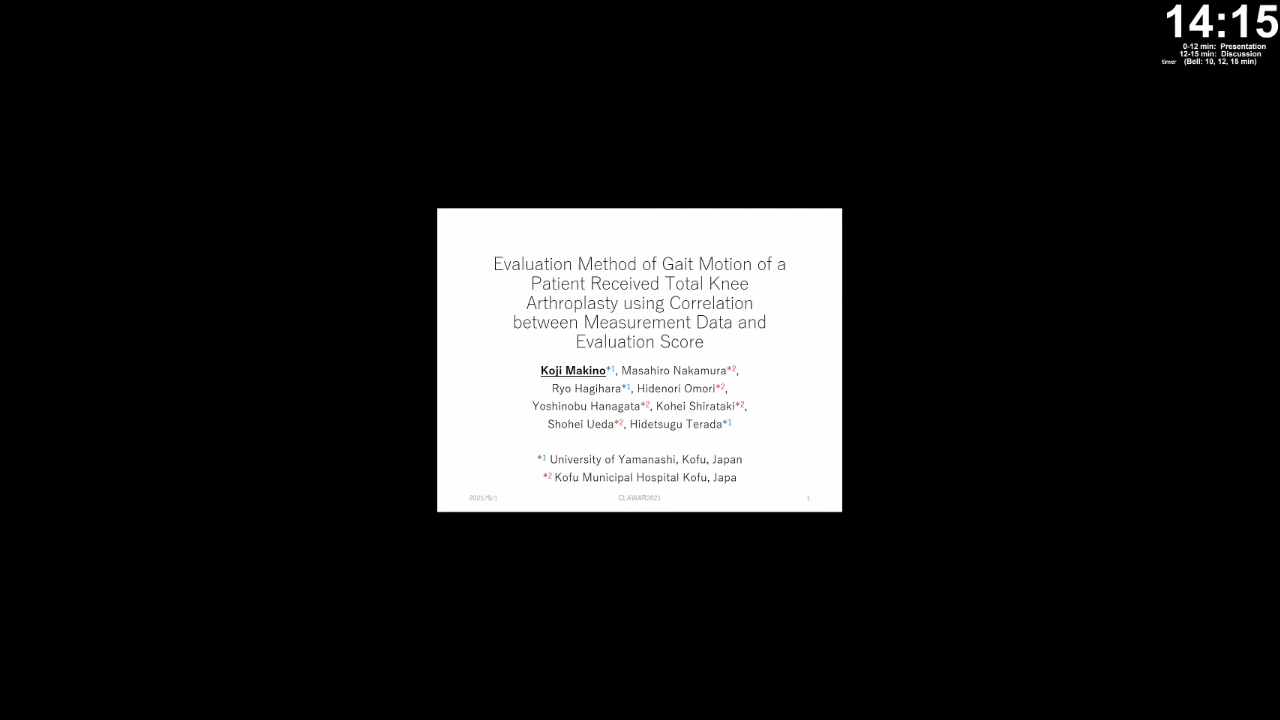 14:15
0-12 min: Presentation
12-15 min: Discussion
timer (Bell: 10, 12, 15 min)
Evaluation Method of Gait Motion of a
Patient Received Total Knee
Arthroplasty using Correlation
between Measurement Data and
Evaluation Score
Koji Makino*1, Masahiro Nakamura*2,
Ryo Hagihara*1, Hidenori Omori*2,
Yoshinobu Hanagata*2, Kohei Shirataki*2,
Shohei Ueda*2, Hidetsugu Terada*1
*1 University of Yamanashi, Kofu, Japan
*2 Kofu Municipal Hospital Kofu, Japa
2021/9/1 CLAWAR2021 1